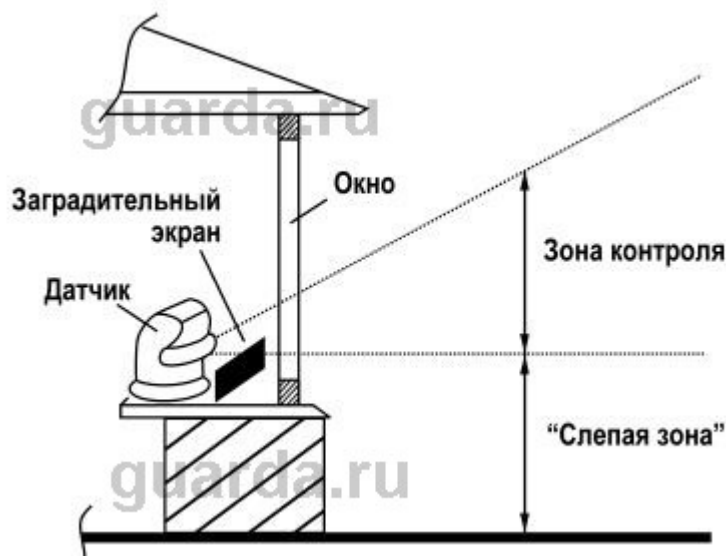 guarda.ru
Окно
Заградительный
экран
Датчик
Зона контроля
“Слепая зона”
guarda.ru